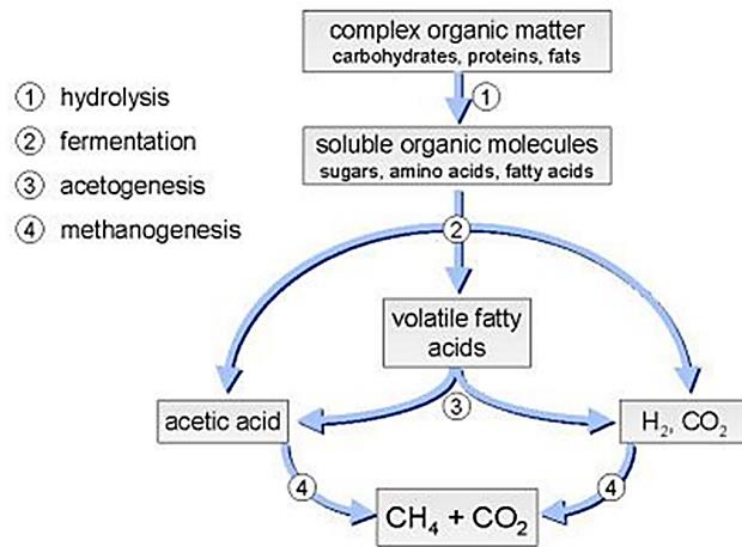 complex organic matter
carbohydrates, proteins, fats
① hydrolysis
① 
② fermentation
soluble organic molecules
sugars, amino acids, fatty acids
③ acetogenesis
④ methanogenesis
②
volatile fatty
acids
③
acetic acid
H₂, CO₂
④
④
CH₄ + CO₂